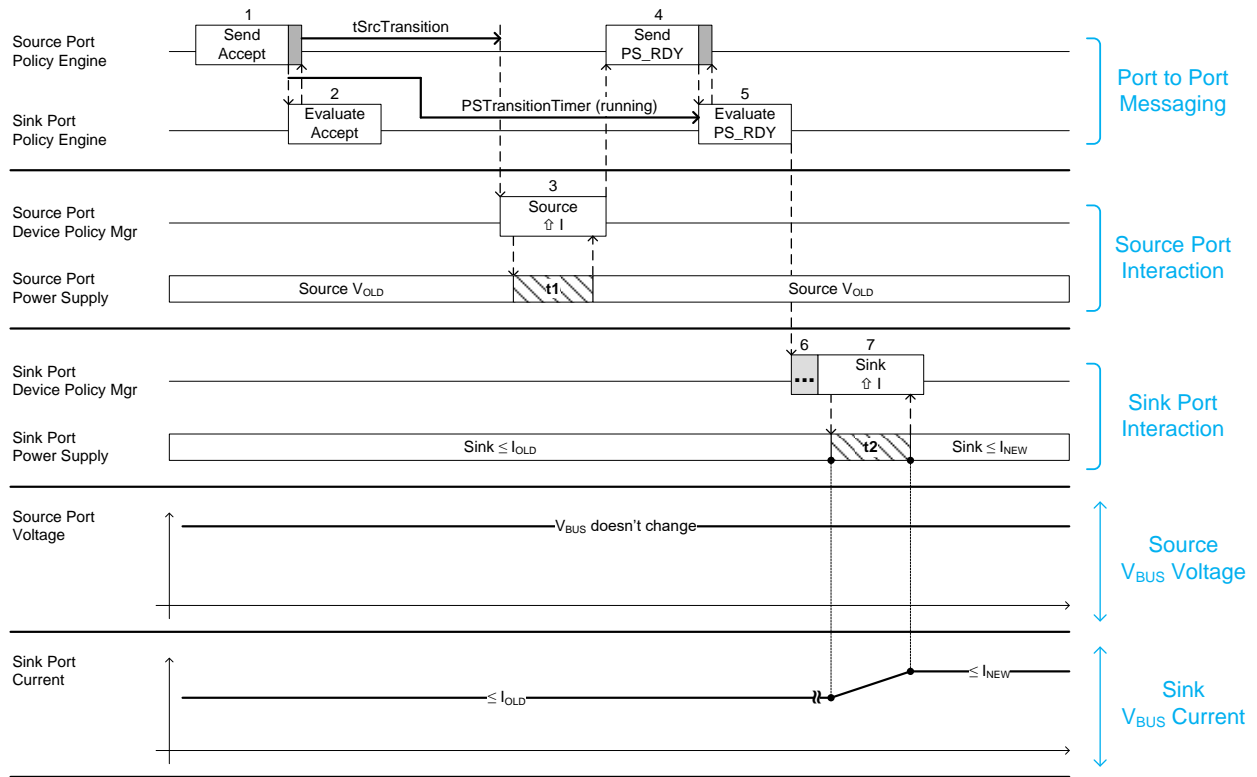 1
4
Source Port
Policy Engine
Send
Accept
tSrcTransition
Send
PS_RDY
Port to Port
Messaging
2
PSTransitionTimer (running)
5
Sink Port
Policy Engine
Evaluate
Accept
Evaluate
PS_RDY
3
Source Port
Device Policy Mgr
Source
⇧ I
Source Port
Interaction
Source Port
Power Supply
Source VOLD
t1
Source VOLD
6
7
Sink Port
Device Policy Mgr
...
Sink
⇧ I
Sink Port
Interaction
Sink Port
Power Supply
Sink ≤ IOLD
t2
Sink ≤ INEW
Source Port
Voltage
VBUS doesn't change
Source
VBUS Voltage
Sink Port
Current
≤ IOLD
≤ INEW
Sink
VBUS Current